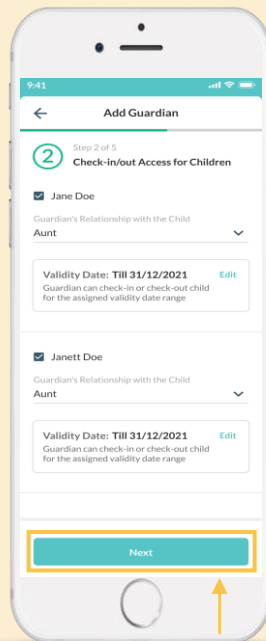 9:41
Add Guardian
2
Step 2 of 5
Check-in/out Access for Children
Jane Doe
Guardian's Relationship with the Child
Aunt
Validity Date: Till 31/12/2021 Edit
Guardian can check-in or check-out child
for the assigned validity date range
Janett Doe
Guardian's Relationship with the Child
Aunt
Validity Date: Till 31/12/2021 Edit
Guardian can check-in or check-out child
for the assigned validity date range
Next